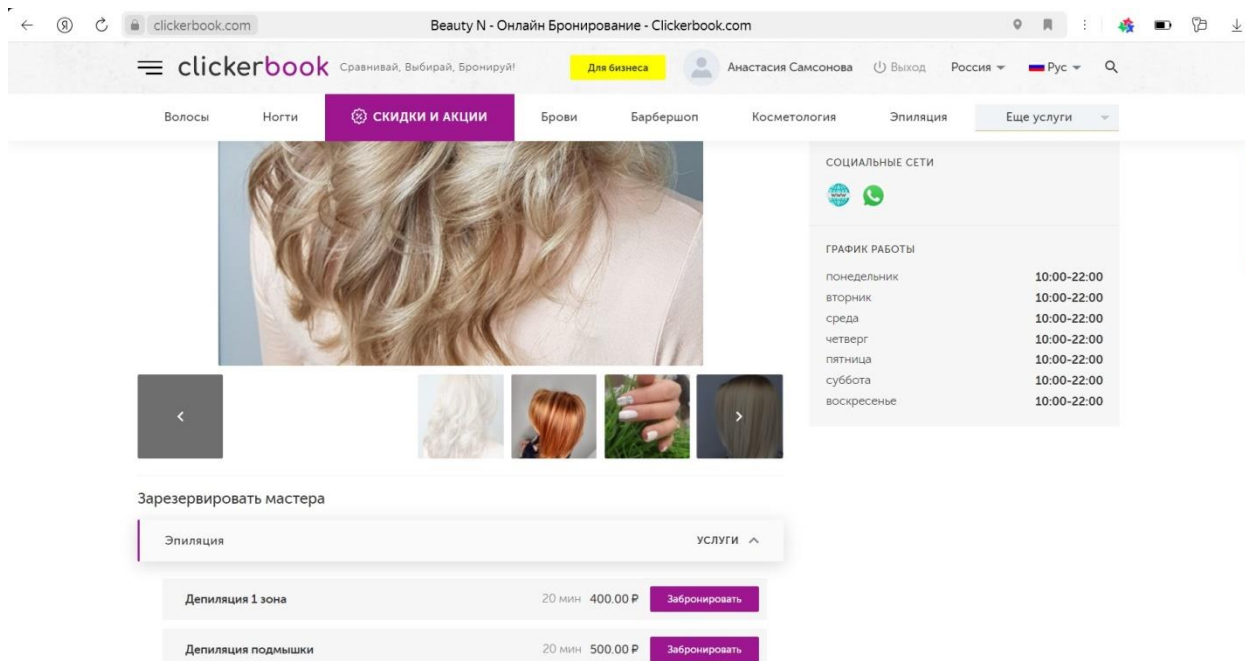 clickerbook.com
Beauty N - Онлайн Бронирование - Clickerbook.com
clickerbook Сравнивай, Выбирай, Бронируй! Для бизнеса Анастасия Самсонова Выход Россия Рус
Волосы Ногти СКИДКИ И АКЦИИ Брови Барбершоп Косметология Эпиляция Еще услуги
СОЦИАЛЬНЫЕ СЕТИ
www
ГРАФИК РАБОТЫ
понедельник 10:00-22:00
вторник 10:00-22:00
среда 10:00-22:00
четверг 10:00-22:00
пятница 10:00-22:00
суббота 10:00-22:00
воскресенье 10:00-22:00
Зарезервировать мастера
Эпиляция УСЛУГИ
Депиляция 1 зона 20 мин 400.00 ₽ Забронировать
Депиляция подмышки 20 мин 500.00 ₽ Забронировать